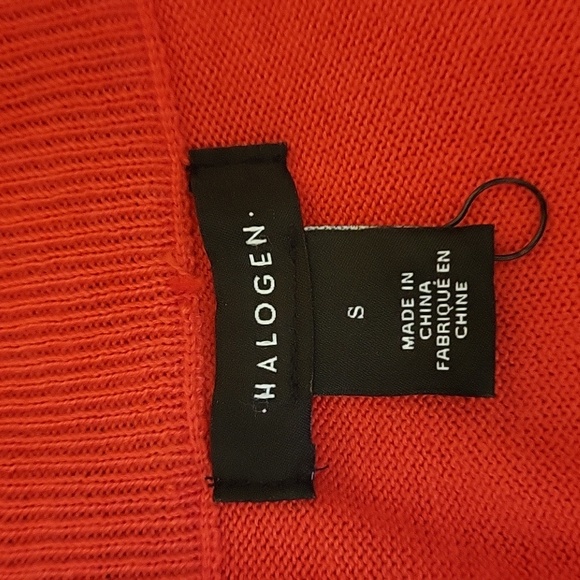 ·HALOGEN·
S
MADE IN
CHINA
FABRIQUÉ EN
CHINE